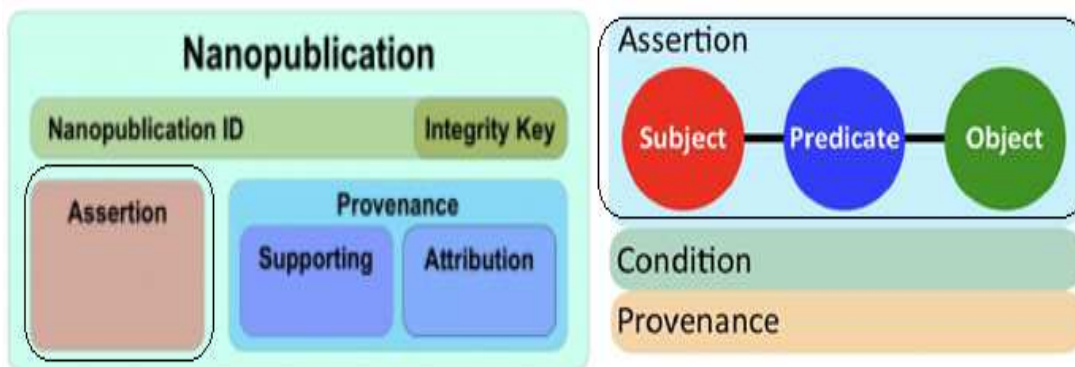 Nanopublication
Nanopublication ID Integrity Key
Assertion
Provenance
Supporting Attribution
Assertion
Subject Predicate Object
Condition
Provenance